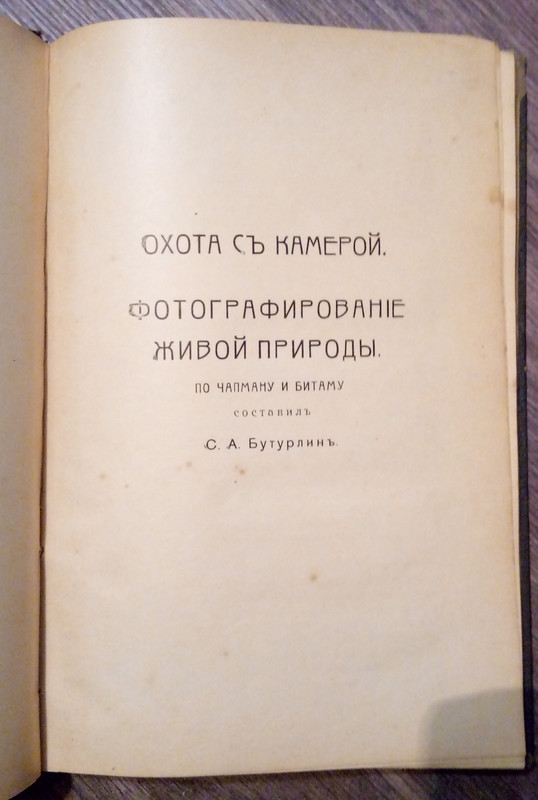 ОХОТА СЪ КАМЕРОЙ.
ФОТОГРАФИРОВАНІЕ
ЖИВОЙ ПРИРОДЫ.
ПО ЧАПМАНУ И БИТАМУ
составилъ
С. А. Бутурлинъ.